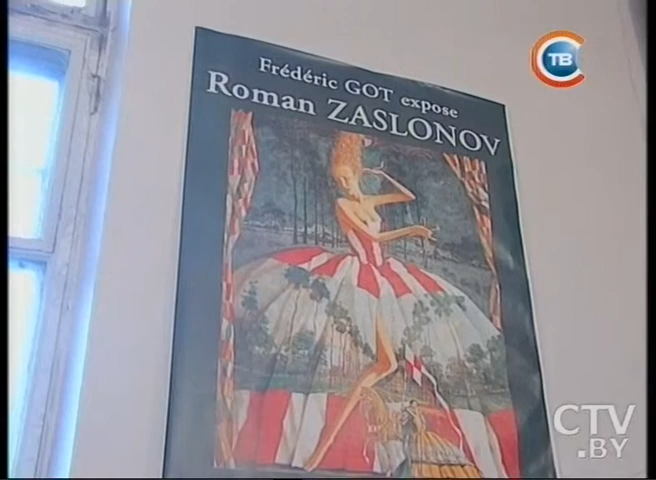 Frédéric GOT expose
Roman ZASLONOV
СТВ
CTV
.BY